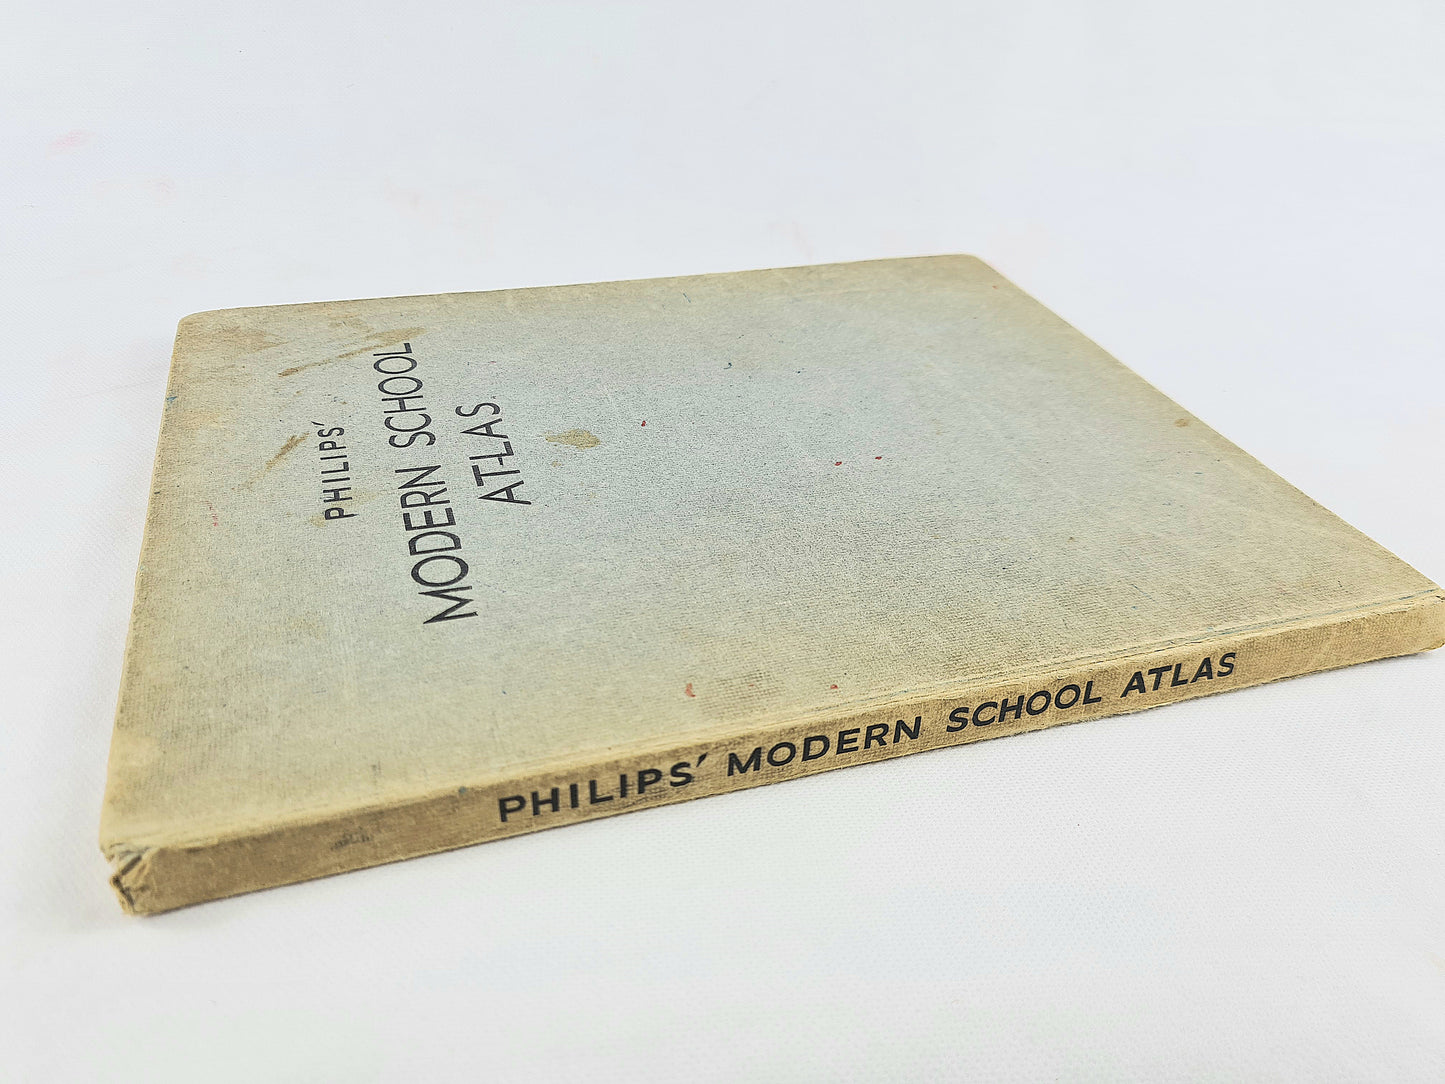 PHILIPS'
MODERN SCHOOL
ATLAS.
PHILIPS' MODERN SCHOOL ATLAS